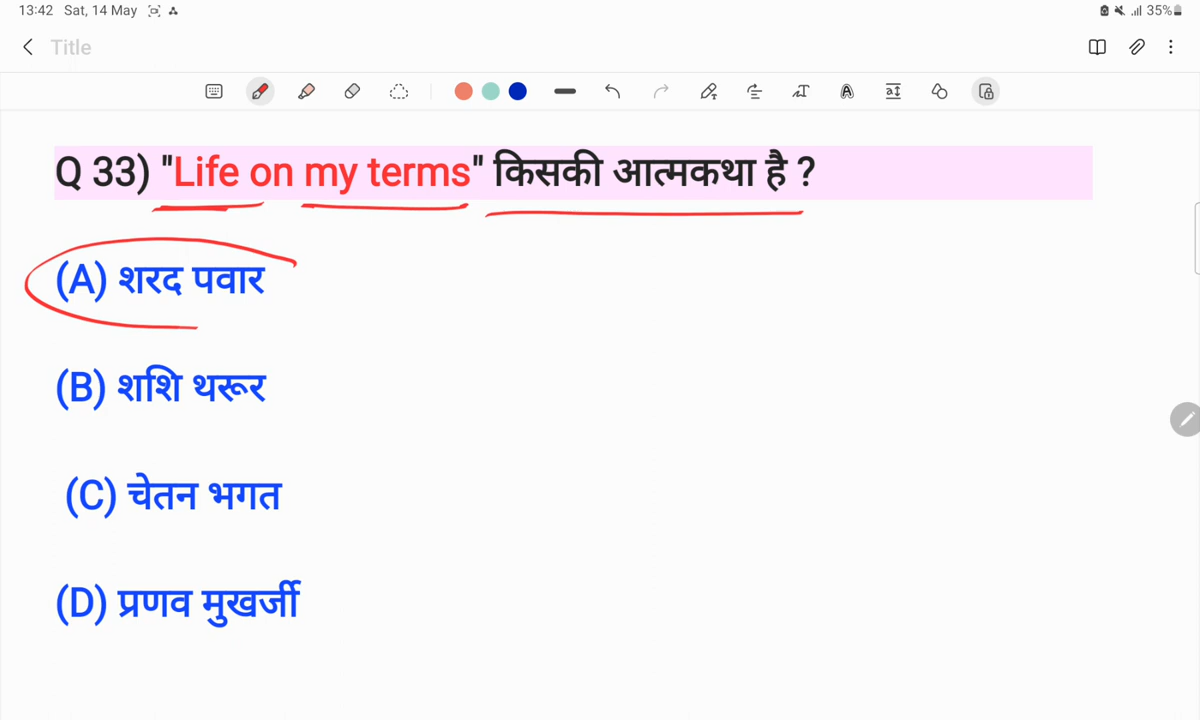 13:42 Sat, 14 May 35%
Title
Q 33) "Life on my terms" किसकी आत्मकथा है ?
(A) शरद पवार
(B) शशि थरूर
(C) चेतन भगत
(D) प्रणव मुखर्जी